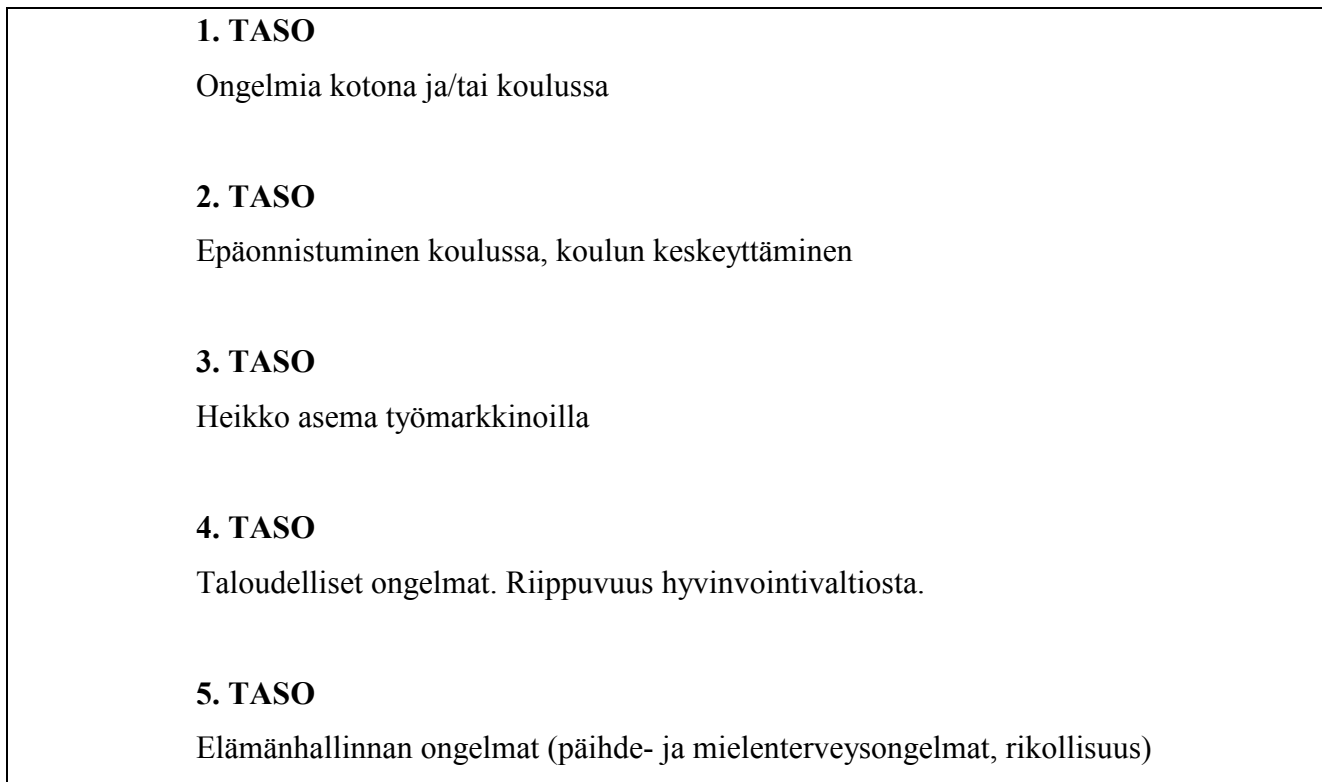 1. TASO
Ongelmia kotona ja/tai koulussa
2. TASO
Epäonnistuminen koulussa, koulun keskeyttäminen
3. TASO
Heikko asema työmarkkinoilla
4. TASO
Taloudelliset ongelmat. Riippuvuus hyvinvointivaltiosta.
5. TASO
Elämänhallinnan ongelmat (päihde- ja mielenterveysongelmat, rikollisuus)